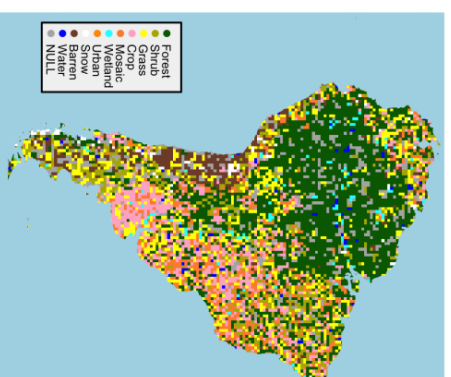 Forest
Shrub
Grass
Crop
Mosaic
Wetland
Urban
Snow
Barren
Water
NULL